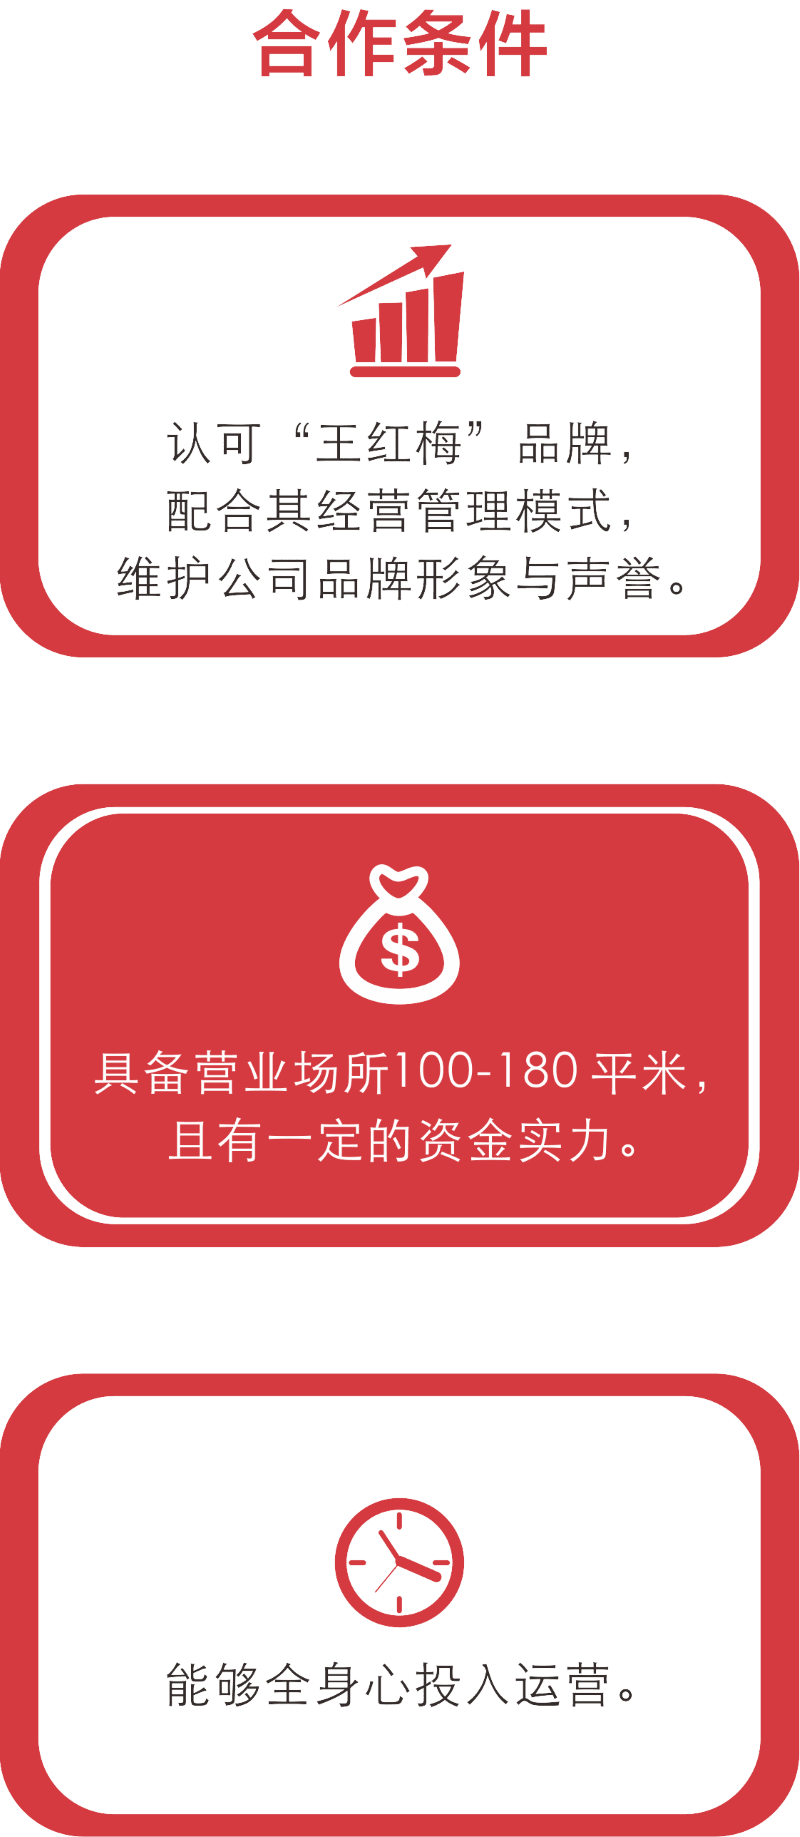 合作条件
认可“王红梅”品牌，
配合其经营管理模式，
维护公司品牌形象与声誉。
$
具备营业场所100-180平米，
且有一定的资金实力。
能够全身心投入运营。